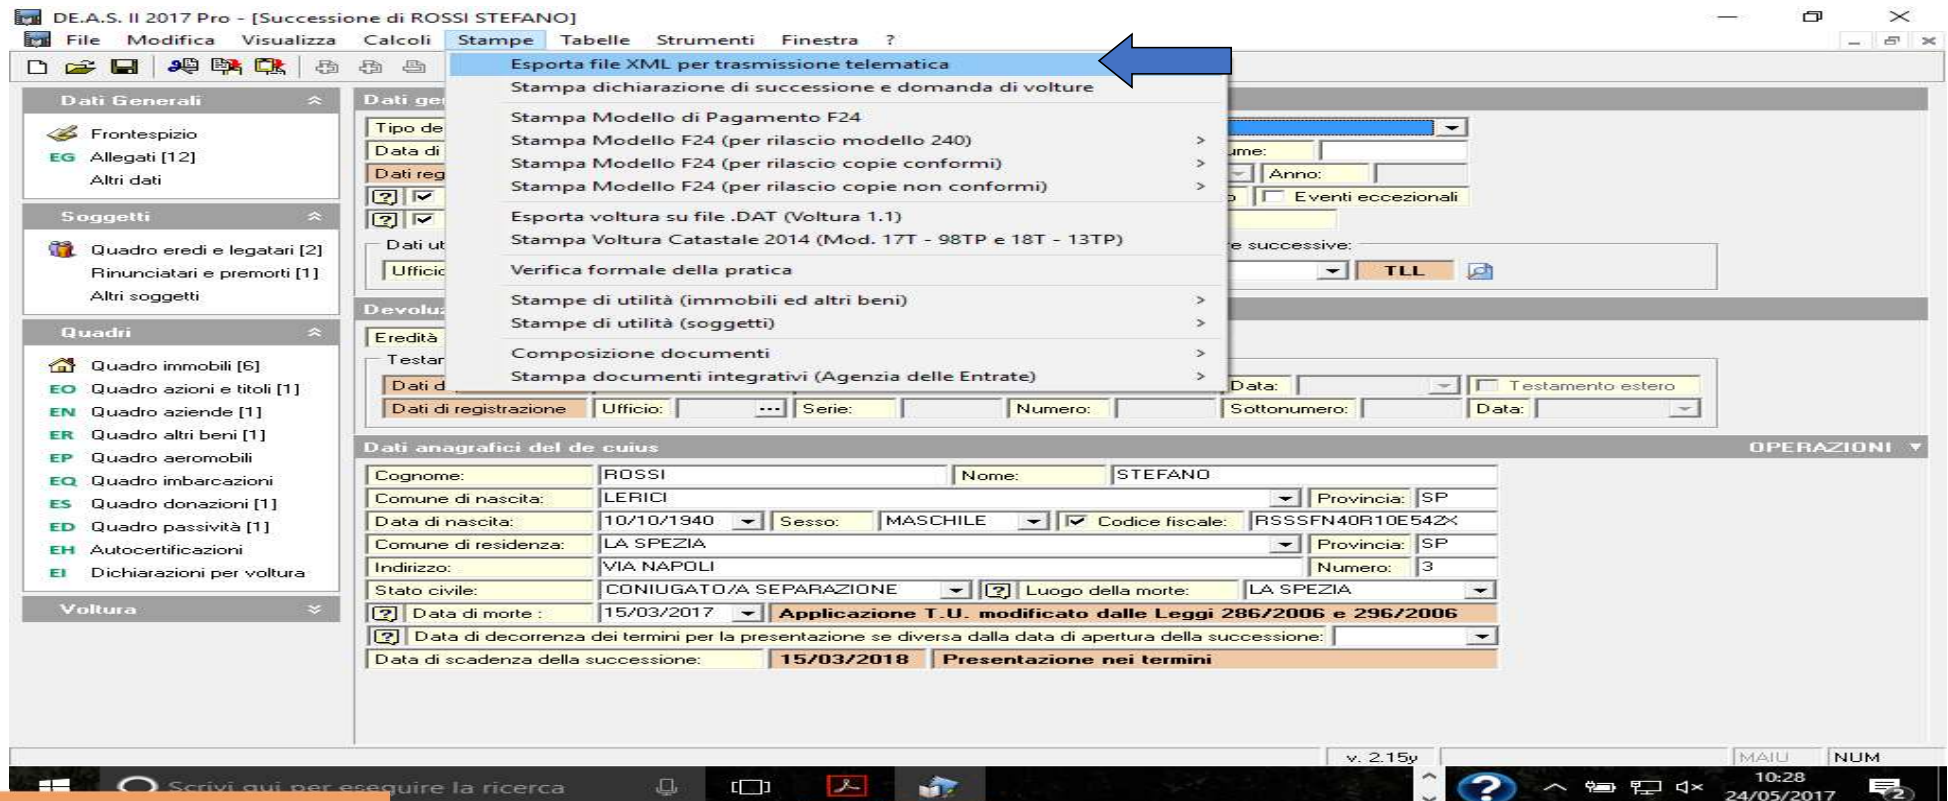 DE.A.S. II 2017 Pro - [Successione di ROSSI STEFANO]
File Modifica Visualizza Calcoli Stampe Tabelle Strumenti Finestra ?
Esporta file XML per trasmissione telematica
Stampa dichiarazione di successione e domanda di volture
Stampa Modello di Pagamento F24
Stampa Modello F24 (per rilascio modello 240) >
Stampa Modello F24 (per rilascio copie conformi) >
Stampa Modello F24 (per rilascio copie non conformi) >
Esporta voltura su file .DAT (Voltura 1.1)
Stampa Voltura Catastale 2014 (Mod. 17T - 98TP e 18T - 13TP)
Verifica formale della pratica
Stampe di utilità (immobili ed altri beni) >
Stampe di utilità (soggetti) >
Composizione documenti >
Stampa documenti integrativi (Agenzia delle Entrate) >
Dati Generali
Frontespizio
EG Allegati [12]
Altri dati
Soggetti
Quadro eredi e legatari [2]
Rinunciatari e premorti [1]
Altri soggetti
Quadri
Quadro immobili [6]
EO Quadro azioni e titoli [1]
EN Quadro aziende [1]
ER Quadro altri beni [1]
EP Quadro aeromobili
EQ Quadro imbarcazioni
ES Quadro donazioni [1]
ED Quadro passività [1]
EH Autocertificazioni
EI Dichiarazioni per voltura
Voltura
Dati ge
Tipo de
Data di
ume:
Dati reg
Anno:
?
o Eventi eccezionali
?
Dati ut
e successive:
Uffici
TLL
Devolu
Eredità
Testar
Dati d
Data:
Testamento estero
Dati di registrazione Ufficio: ... Serie: Numero: Sottonumero: Data:
Dati anagrafici del de cuius OPERAZIONI
Cognome: ROSSI Nome: STEFANO
Comune di nascita: LERICI Provincia: SP
Data di nascita: 10/10/1940 Sesso: MASCHILE Codice fiscale: RSSSFN40R10E542X
Comune di residenza: LA SPEZIA Provincia: SP
Indirizzo: VIA NAPOLI Numero: 3
Stato civile: CONIUGATO/A SEPARAZIONE ? Luogo della morte: LA SPEZIA
? Data di morte : 15/03/2017 Applicazione T.U. modificato dalle Leggi 286/2006 e 296/2006
? Data di decorrenza dei termini per la presentazione se diversa dalla data di apertura della successione:
Data di scadenza della successione: 15/03/2018 Presentazione nei termini
v. 2.15y MAIU NUM
Scrivi qui per eseguire la ricerca
10:28
24/05/2017
2